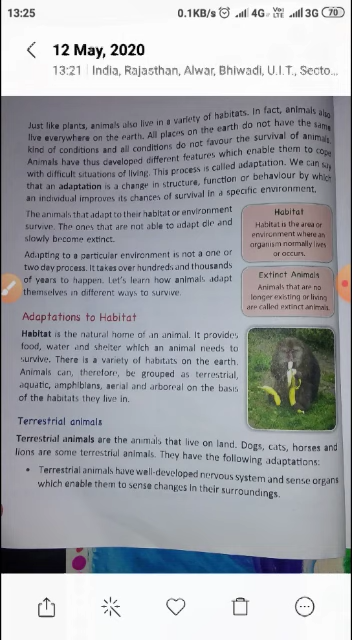 13:25 0.1KB/s 4G VoLTE 3G 70
12 May, 2020
13:21 | India, Rajasthan, Alwar, Bhiwadi, U.I.T., Secto...
Just like plants, animals also live in a variety of habitats. In fact, animals also
live everywhere on the earth. All places on the earth do not have the same
kind of conditions and all conditions do not favour the survival of animals.
Animals have thus developed different features which enable them to cope
with difficult situations of living. This process is called adaptation. We can say
that an adaptation is a change in structure, function or behaviour by which
an individual improves its chances of survival in a specific environment.
The animals that adapt to their habitat or environment
survive. The ones that are not able to adapt die and
slowly become extinct.
Adapting to a particular environment is not a one or
two day process. It takes over hundreds and thousands
of years to happen. Let's learn how animals adapt
themselves in different ways to survive.
Habitat
Habitat is the area or
environment where an
organism normally lives
or occurs.
Extinct Animals
Animals that are no
longer existing or living
are called extinct animals.
Adaptations to Habitat
Habitat is the natural home of an animal. It provides
food, water and shelter which an animal needs to
survive. There is a variety of habitats on the earth.
Animals can, therefore, be grouped as terrestrial,
aquatic, amphibians, aerial and arboreal on the basis
of the habitats they live in.
Terrestrial animals
Terrestrial animals are the animals that live on land. Dogs, cats, horses and
lions are some terrestrial animals. They have the following adaptations:
• Terrestrial animals have well-developed nervous system and sense organs
which enable them to sense changes in their surroundings.